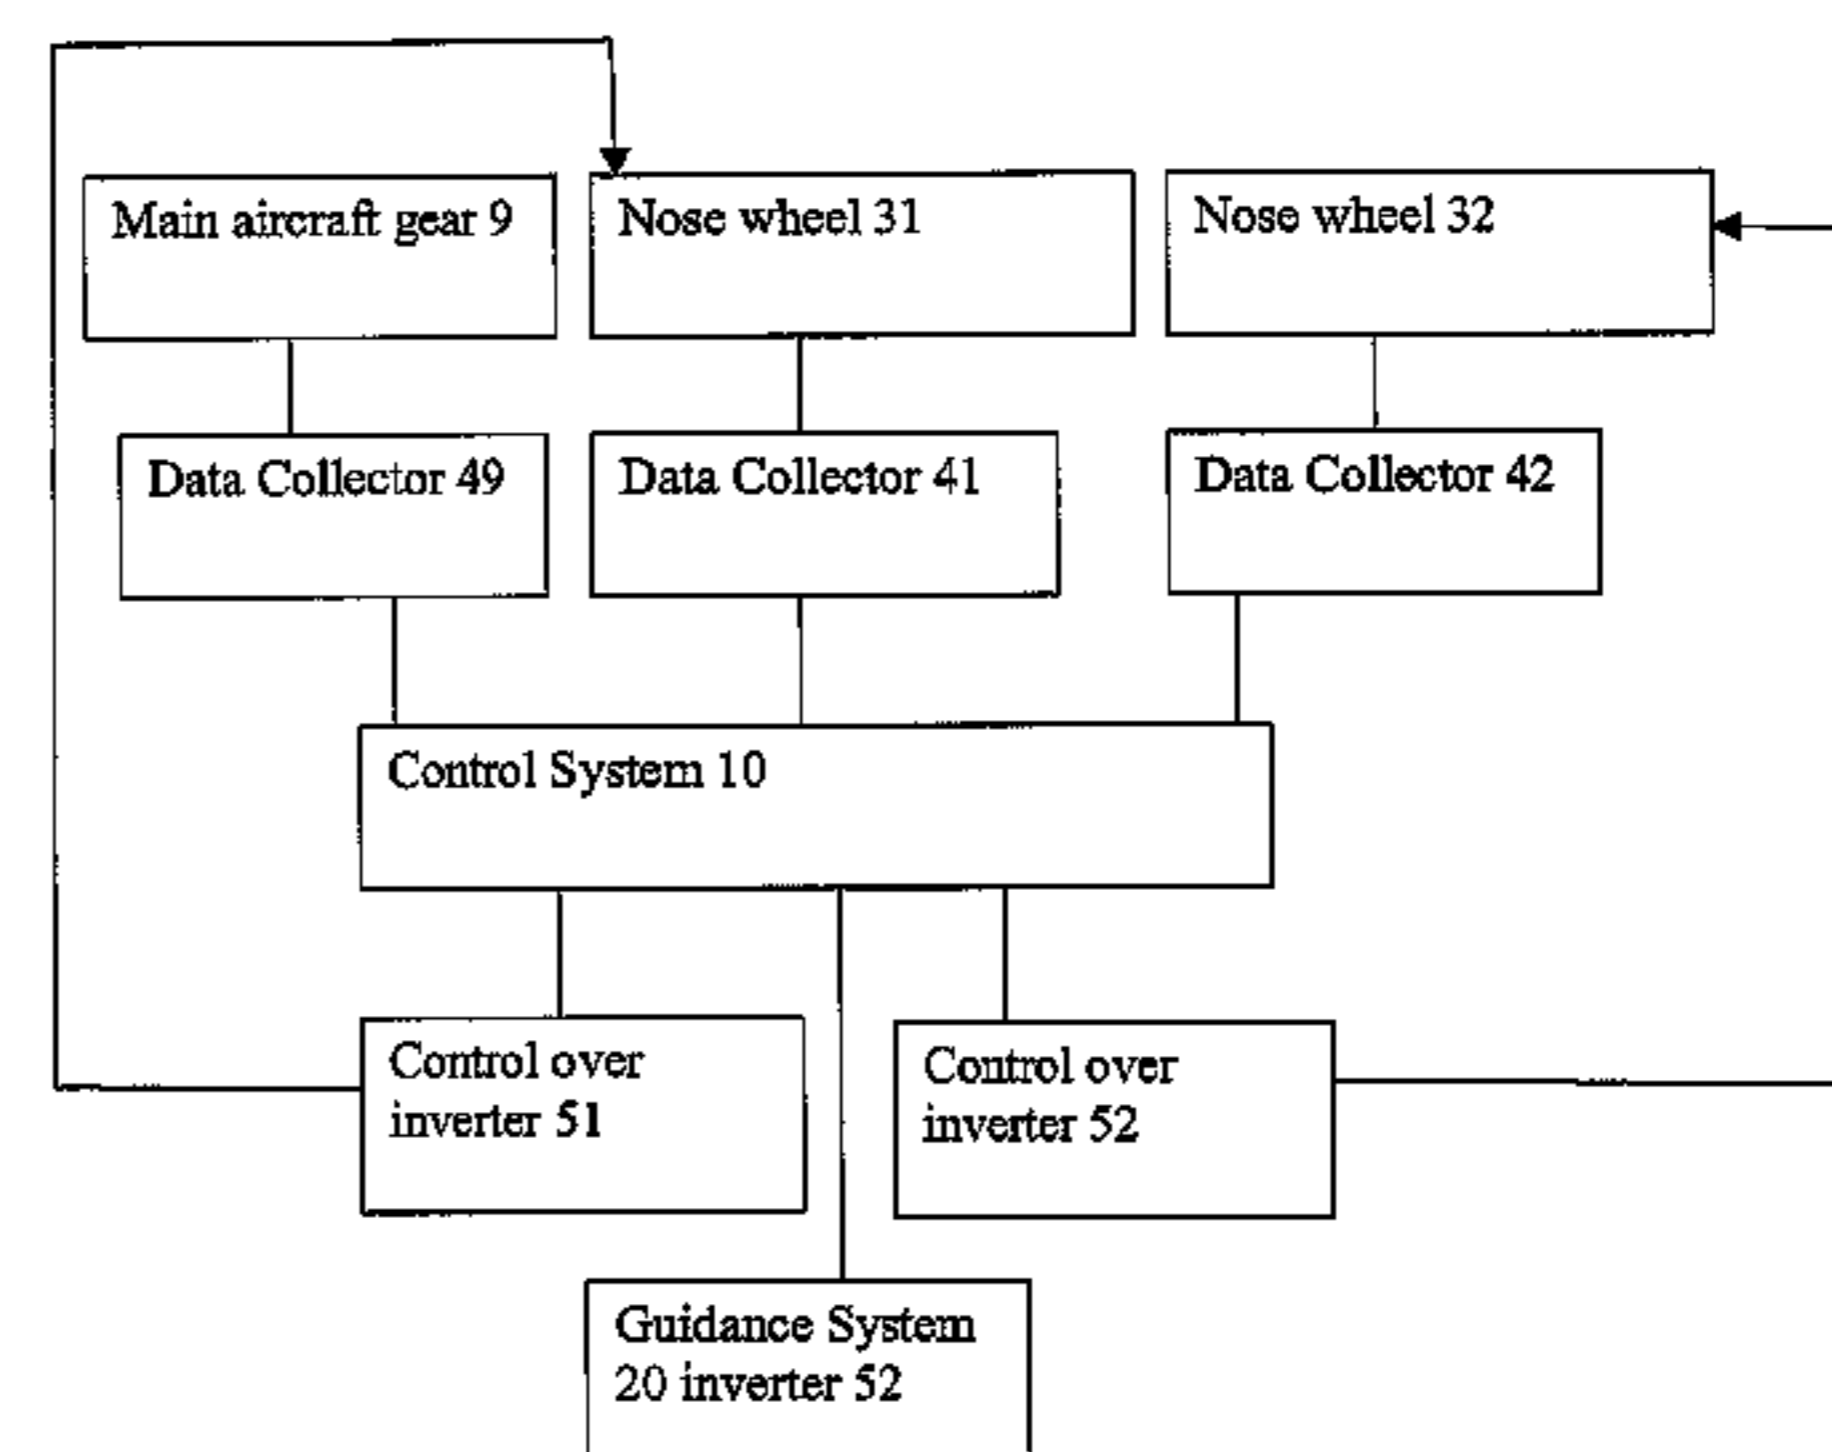 Main aircraft gear 9
Nose wheel 31
Nose wheel 32
Data Collector 49
Data Collector 41
Data Collector 42
Control System 10
Control over
inverter 51
Control over
inverter 52
Guidance System
20 inverter 52